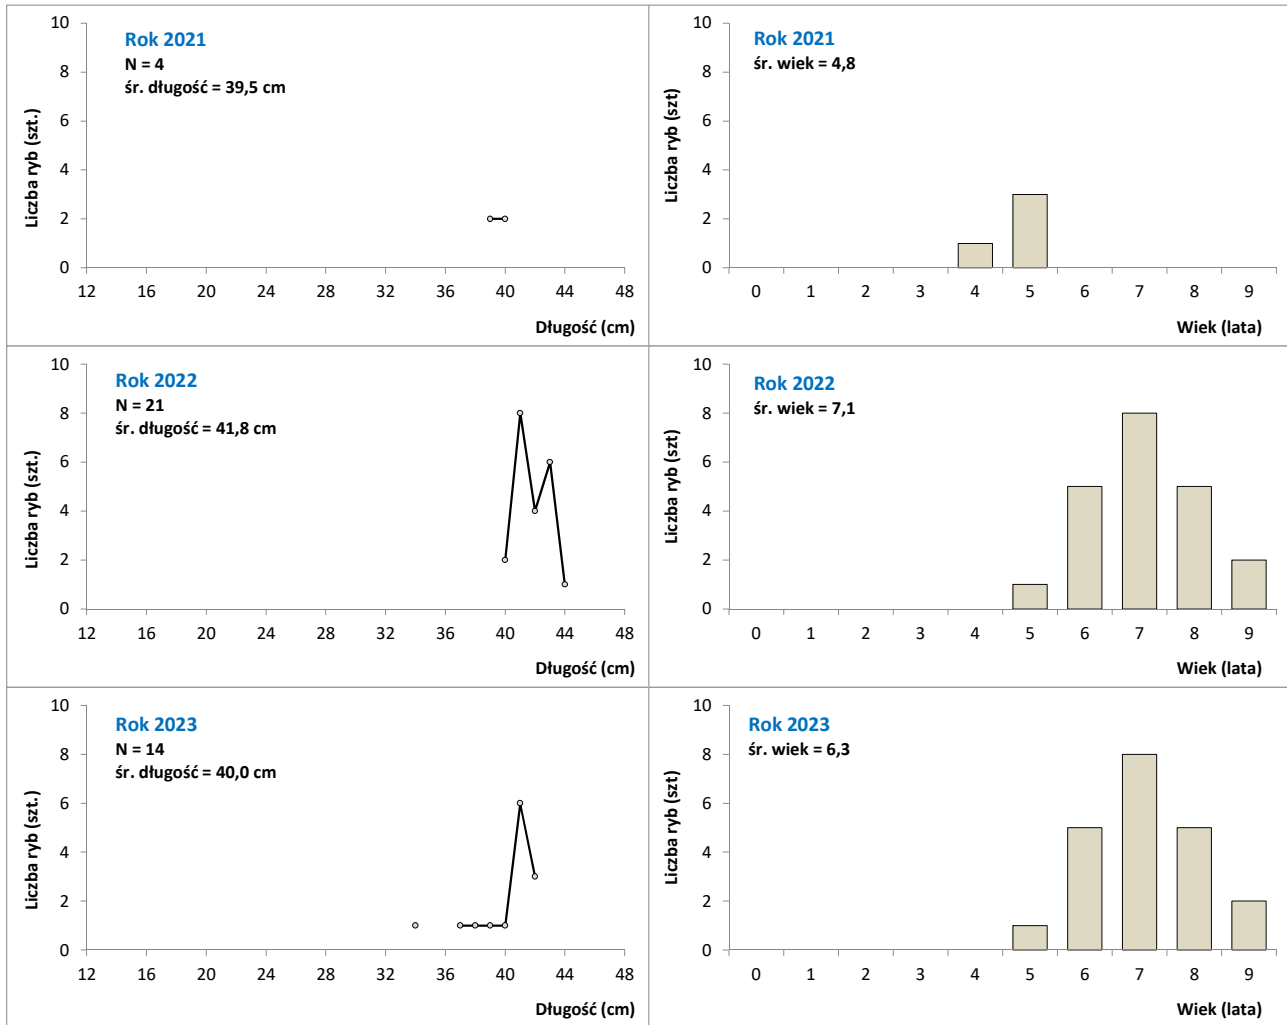 Rok 2021
N = 4
śr. długość = 39,5 cm
Liczba ryb (szt.)
10
8
6
4
2
0
12 16 20 24 28 32 36 40 44 48
Długość (cm)
Rok 2021
śr. wiek = 4,8
Liczba ryb (szt)
10
8
6
4
2
0
0 1 2 3 4 5 6 7 8 9
Wiek (lata)
Rok 2022
N = 21
śr. długość = 41,8 cm
Liczba ryb (szt.)
10
8
6
4
2
0
12 16 20 24 28 32 36 40 44 48
Długość (cm)
Rok 2022
śr. wiek = 7,1
Liczba ryb (szt)
10
8
6
4
2
0
0 1 2 3 4 5 6 7 8 9
Wiek (lata)
Rok 2023
N = 14
śr. długość = 40,0 cm
Liczba ryb (szt.)
10
8
6
4
2
0
12 16 20 24 28 32 36 40 44 48
Długość (cm)
Rok 2023
śr. wiek = 6,3
Liczba ryb (szt)
10
8
6
4
2
0
0 1 2 3 4 5 6 7 8 9
Wiek (lata)